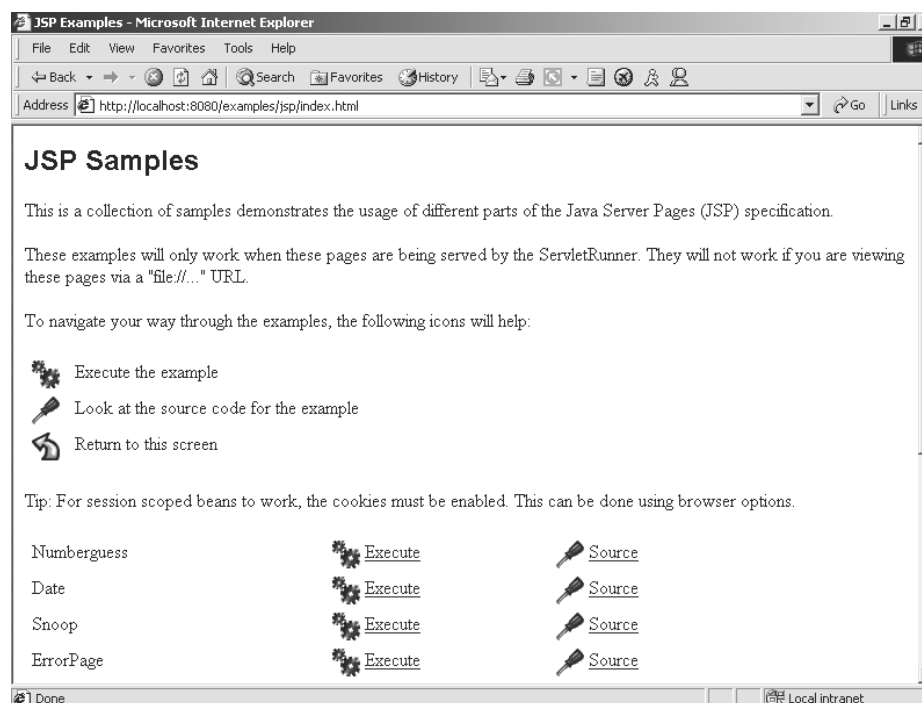 JSP Examples - Microsoft Internet Explorer
File Edit View Favorites Tools Help
Back Search Favorites History
Address http://localhost:8080/examples/jsp/index.html Go Links
JSP Samples
This is a collection of samples demonstrates the usage of different parts of the Java Server Pages (JSP) specification.
These examples will only work when these pages are being served by the ServletRunner. They will not work if you are viewing
these pages via a "file://..." URL.
To navigate your way through the examples, the following icons will help:
Execute the example
Look at the source code for the example
Return to this screen
Tip: For session scoped beans to work, the cookies must be enabled. This can be done using browser options.
Numberguess Execute Source
Date Execute Source
Snoop Execute Source
ErrorPage Execute Source
Done Local intranet